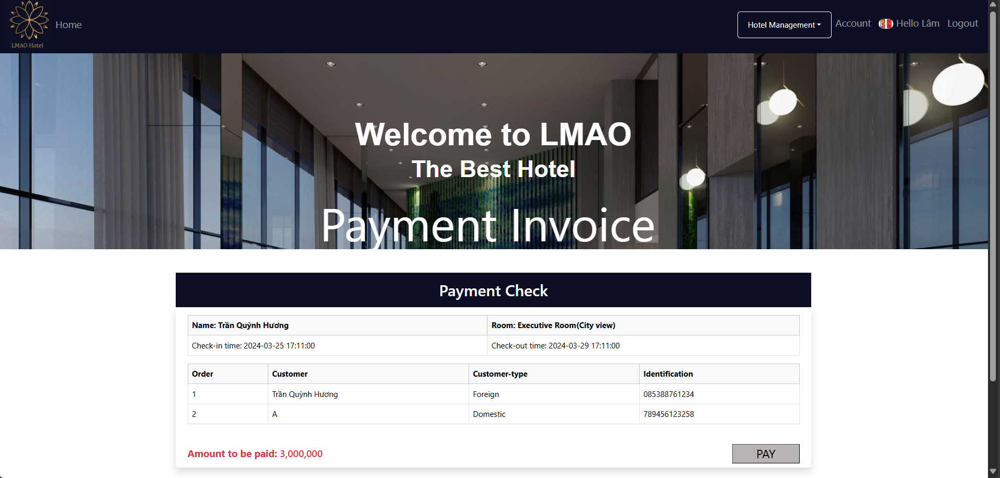 LMAO Hotel
Home
Hotel Management
Account
Hello Lâm
Logout
Welcome to LMAO
The Best Hotel
Payment Invoice
Payment Check
Name: Trần Quỳnh Hương
Room: Executive Room(City view)
Check-in time: 2024-03-25 17:11:00
Check-out time: 2024-03-29 17:11:00
Order Customer Customer-type Identification
1 Trần Quỳnh Hương Foreign 085388761234
2 A Domestic 789456123258
Amount to be paid: 3,000,000
PAY